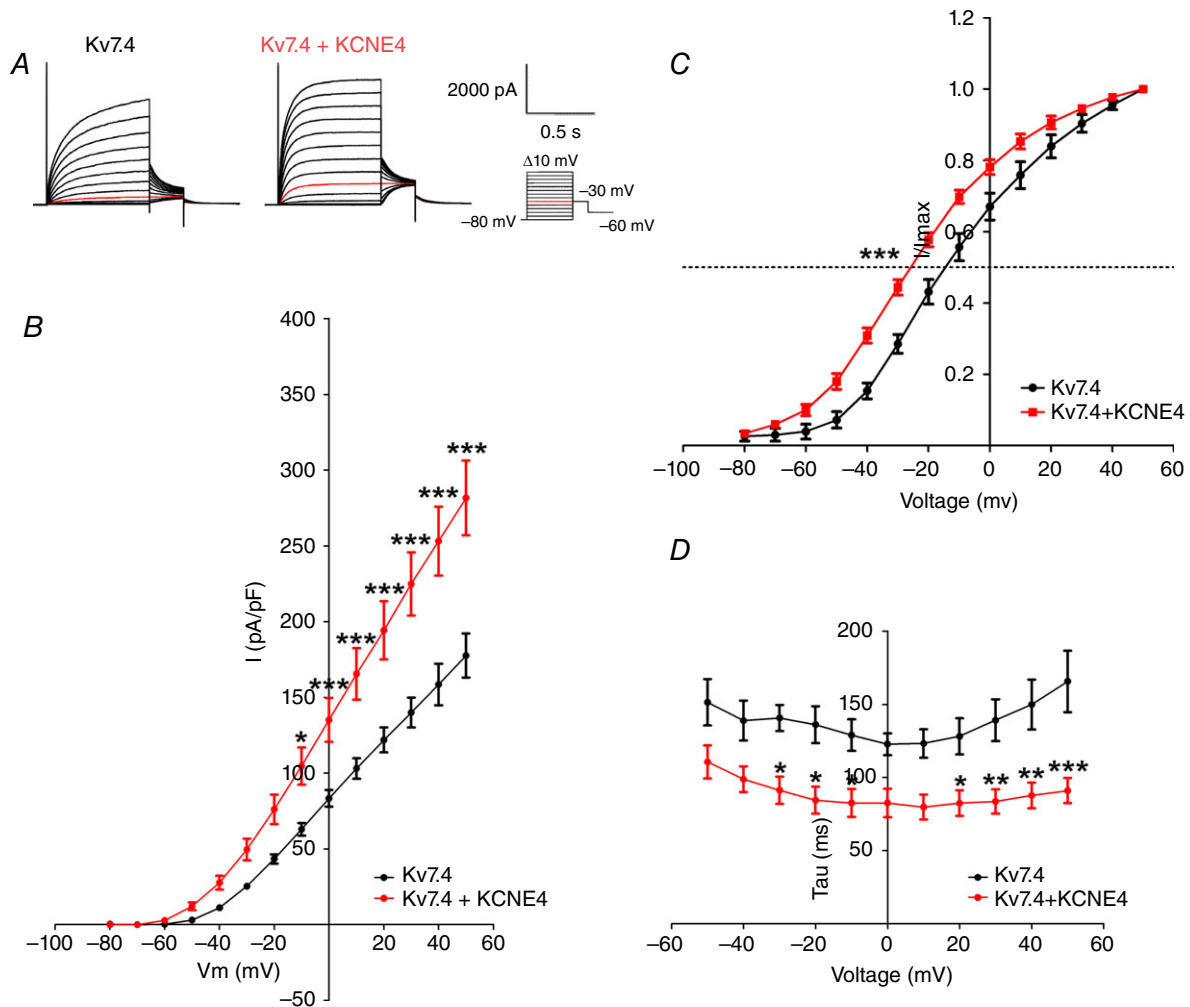 A
Kv7.4
Kv7.4 + KCNE4
2000 pA
0.5 s
Δ10 mV
−30 mV
−80 mV
−60 mV
B
400
350
300
250
200
150
100
50
−50
I (pA/pF)
***
***
***
***
***
***
*
Kv7.4
Kv7.4 + KCNE4
−100
−80
−60
−40
−20
20
40
60
Vm (mV)
C
1.2
1.0
0.8
0.6
0.4
0.2
I/Imax
***
Kv7.4
Kv7.4+KCNE4
−100
−80
−60
−40
−20
0
20
40
60
Voltage (mv)
D
200
150
100
50
Tau (ms)
*
*
*
*
**
**
***
Kv7.4
Kv7.4+KCNE4
−60
−40
−20
0
20
40
60
Voltage (mV)